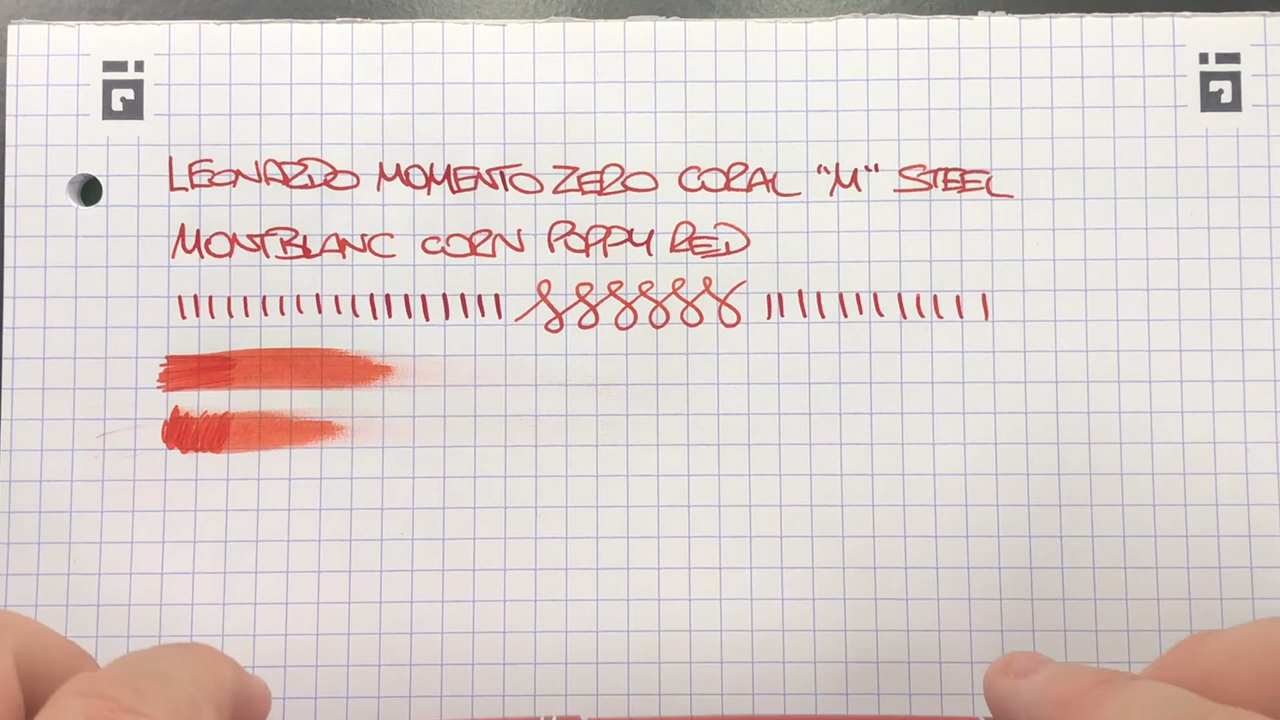 LEONARDO MOMENTO ZERO CORAL "M" STEEL
MONTBLANC CORN POPPY RED